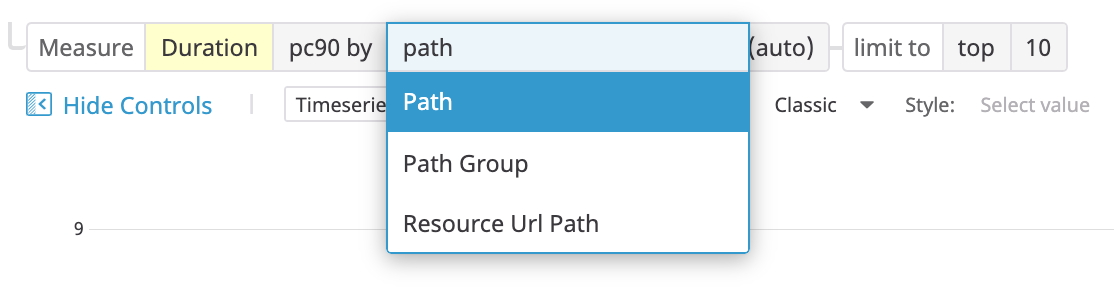 Measure Duration pc90 by path (auto) limit to top 10
Hide Controls Timeserie Classic Style: Select value
Path
Path Group
Resource Url Path
9